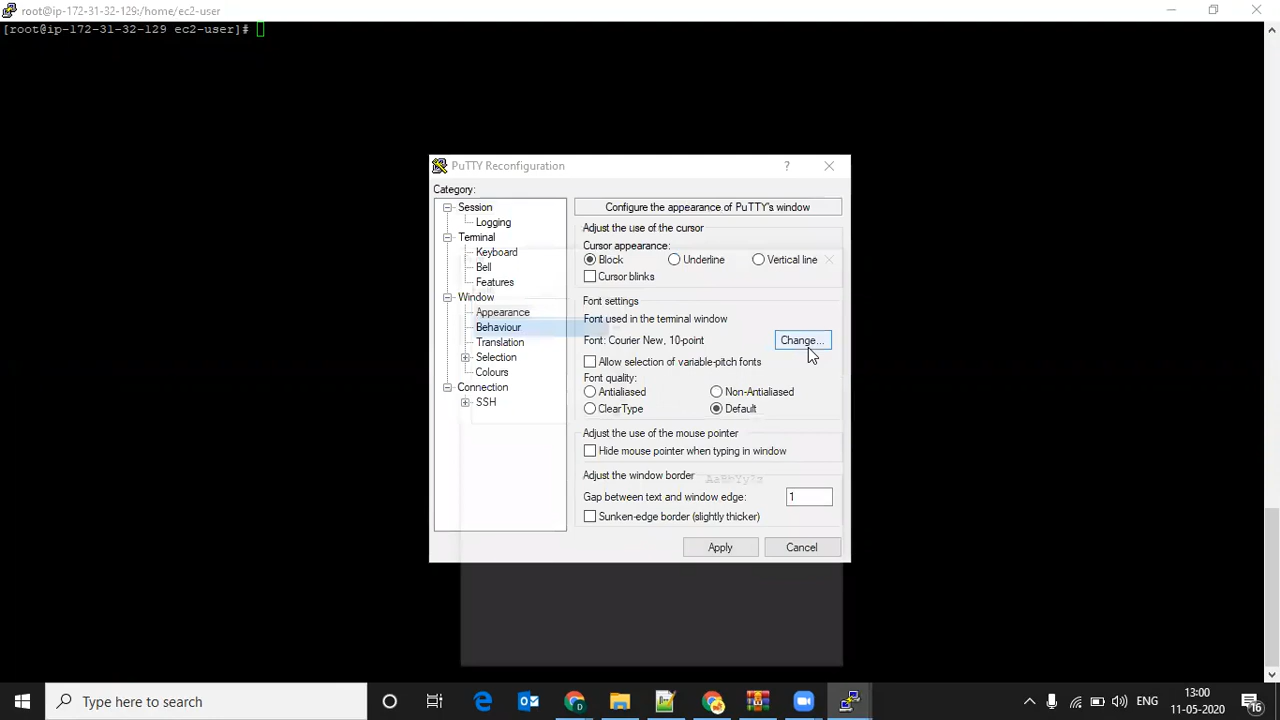 root@ip-172-31-32-129:/home/ec2-user
[root@ip-172-31-32-129 ec2-user]#
PuTTY Reconfiguration
?
Category:
Session
Logging
Terminal
Keyboard
Bell
Features
Window
Appearance
Behaviour
Translation
Selection
Colours
Connection
SSH
Configure the appearance of PuTTY's window
Adjust the use of the cursor
Cursor appearance:
Block Underline Vertical line
Cursor blinks
Font settings
Font used in the terminal window
Font: Courier New, 10-point Change...
Allow selection of variable-pitch fonts
Font quality:
Antialiased Non-Antialiased
ClearType Default
Adjust the use of the mouse pointer
Hide mouse pointer when typing in window
Adjust the window border
AaBbYyZz
Gap between text and window edge: 1
Sunken-edge border (slightly thicker)
Apply Cancel
Type here to search
ENG
13:00
11-05-2020
16